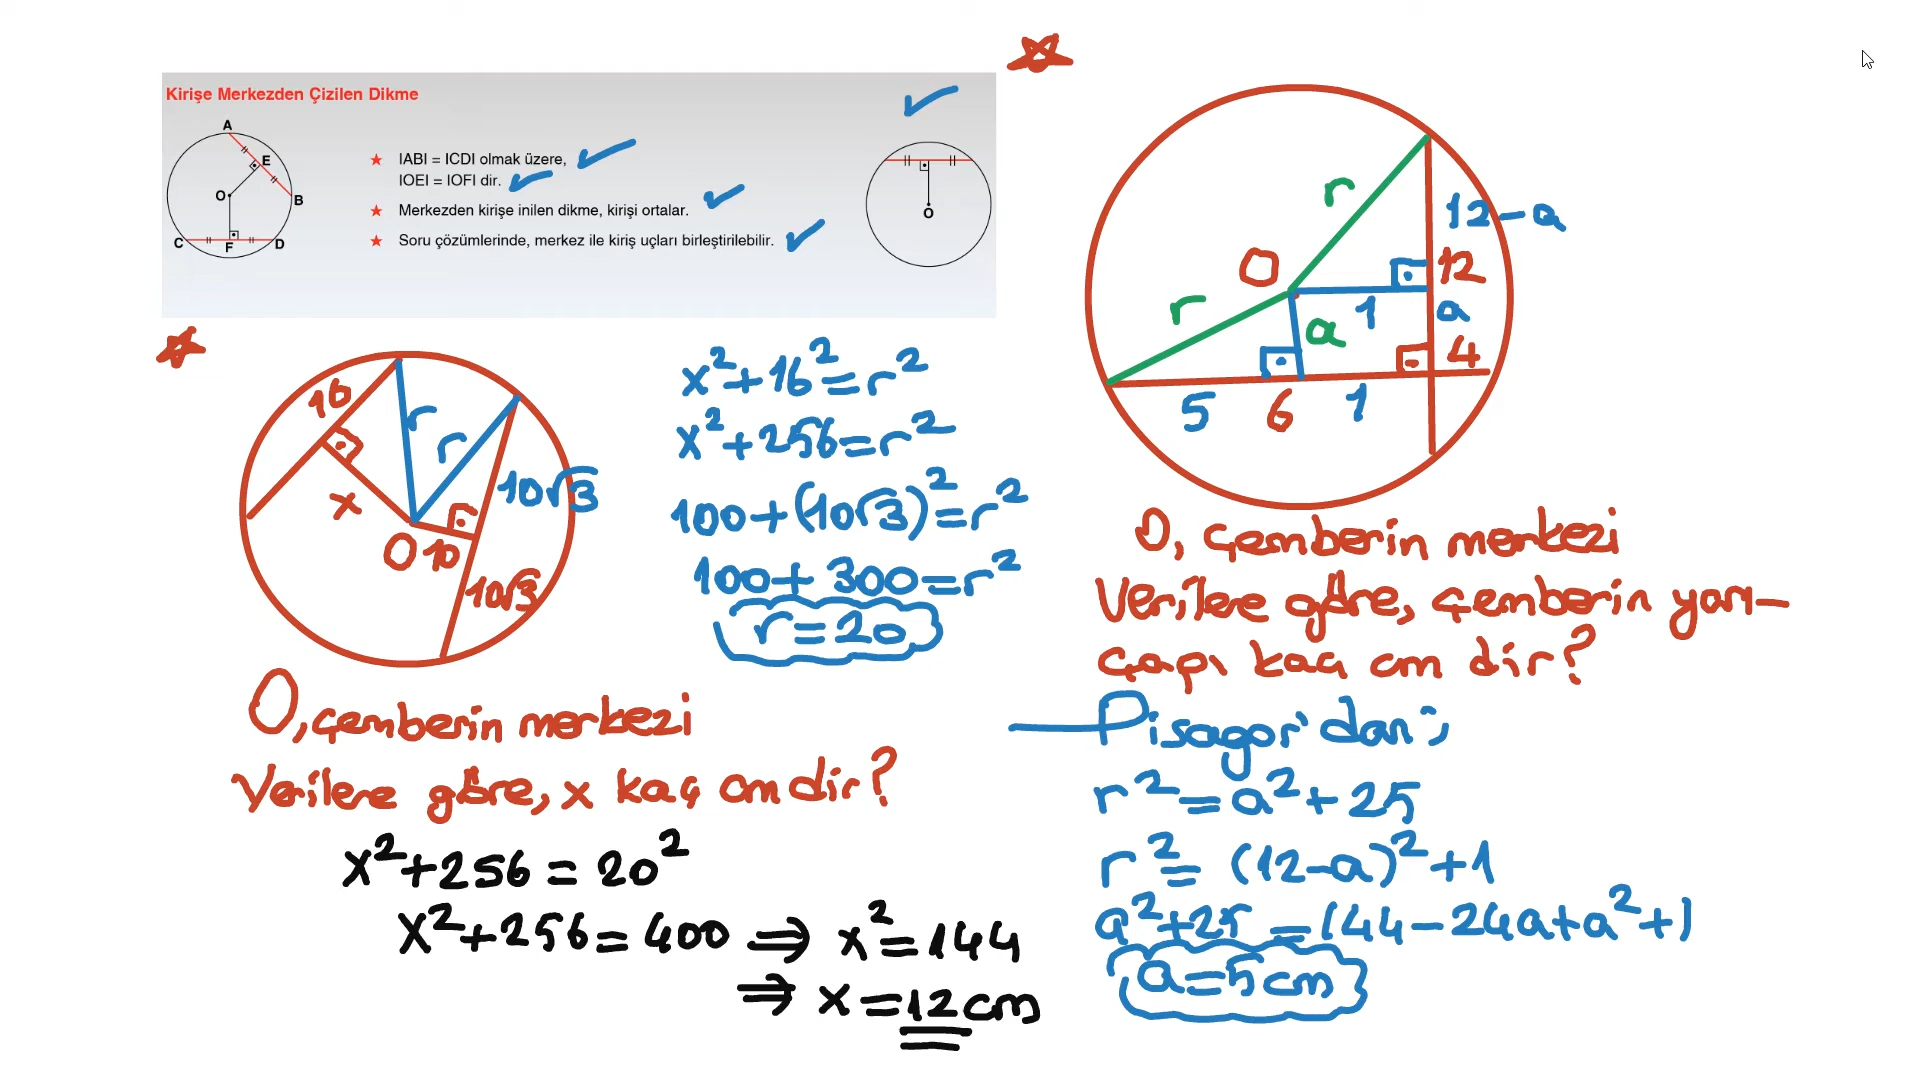 Kirişe Merkezden Çizilen Dikme
A
E
O
B
C
F
D
★ IABI = ICDI olmak üzere,
IOEI = IOFI dir.
★ Merkezden kirişe inilen dikme, kirişi ortalar.
★ Soru çözümlerinde, merkez ile kiriş uçları birleştirilebilir.
O
16
r
r
x
10√3
O
10
10√3
x²+16²=r²
x²+256=r²
100+(10√3)²=r²
100+300=r²
r=20
O, çemberin merkezi
Verilere göre, x kaç cm dir?
x²+256=20²
x²+256=400 ⇒ x²=144
⇒ x=12cm
r
12-a
O
12
r
1
a
a
4
5
6
1
O, çemberin merkezi
Verilere göre, çemberin yarı-
çapı kaç cm dir?
Pisagor'dan;
r²=a²+25
r²=(12-a)²+1
a²+25=144-24a+a²+1
a=5cm